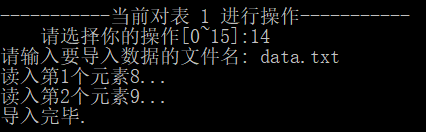 -----------当前对表 1 进行操作-----------
请选择你的操作[0~15]:14
请输入要导入数据的文件名: data.txt
读入第1个元素8...
读入第2个元素9...
导入完毕.